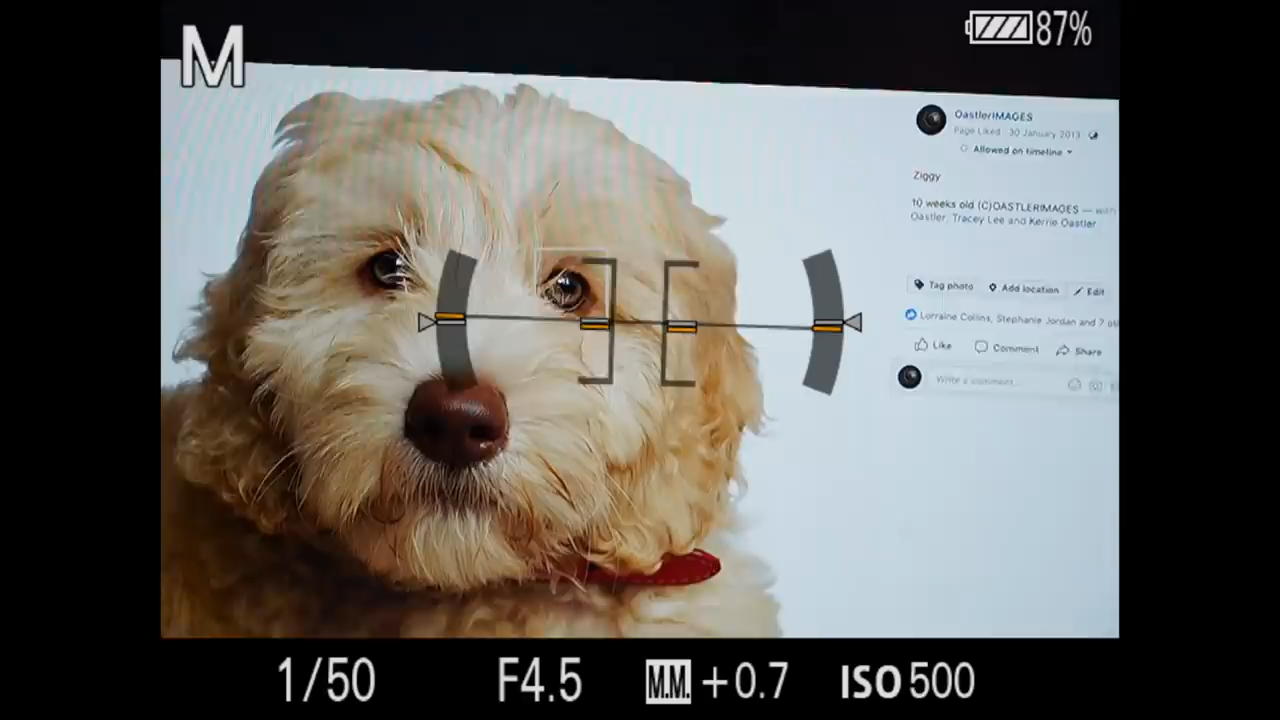 M
87%
OastlerIMAGES
Page Liked · 30 January 2013
Allowed on timeline
Ziggy
10 weeks old (C)OASTLERIMAGES — with
Oastler, Tracey Lee and Kerrie Oastler
Tag photo
Add location
Edit
Lorraine Collins, Stephanie Jordan and 7 ot
Like
Comment
Share
Write a comment...
1/50
F4.5
M.M. +0.7
ISO 500